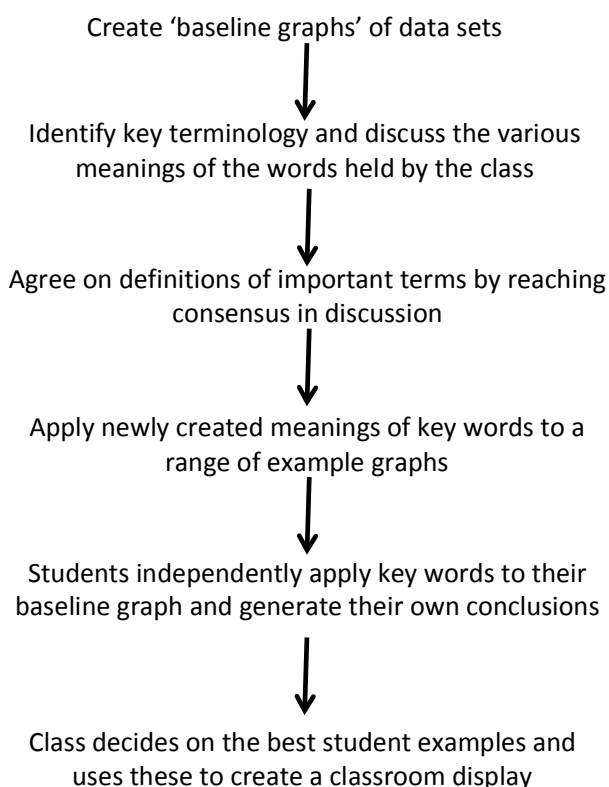 Create ‘baseline graphs’ of data sets
Identify key terminology and discuss the various
meanings of the words held by the class
Agree on definitions of important terms by reaching
consensus in discussion
Apply newly created meanings of key words to a
range of example graphs
Students independently apply key words to their
baseline graph and generate their own conclusions
Class decides on the best student examples and
uses these to create a classroom display